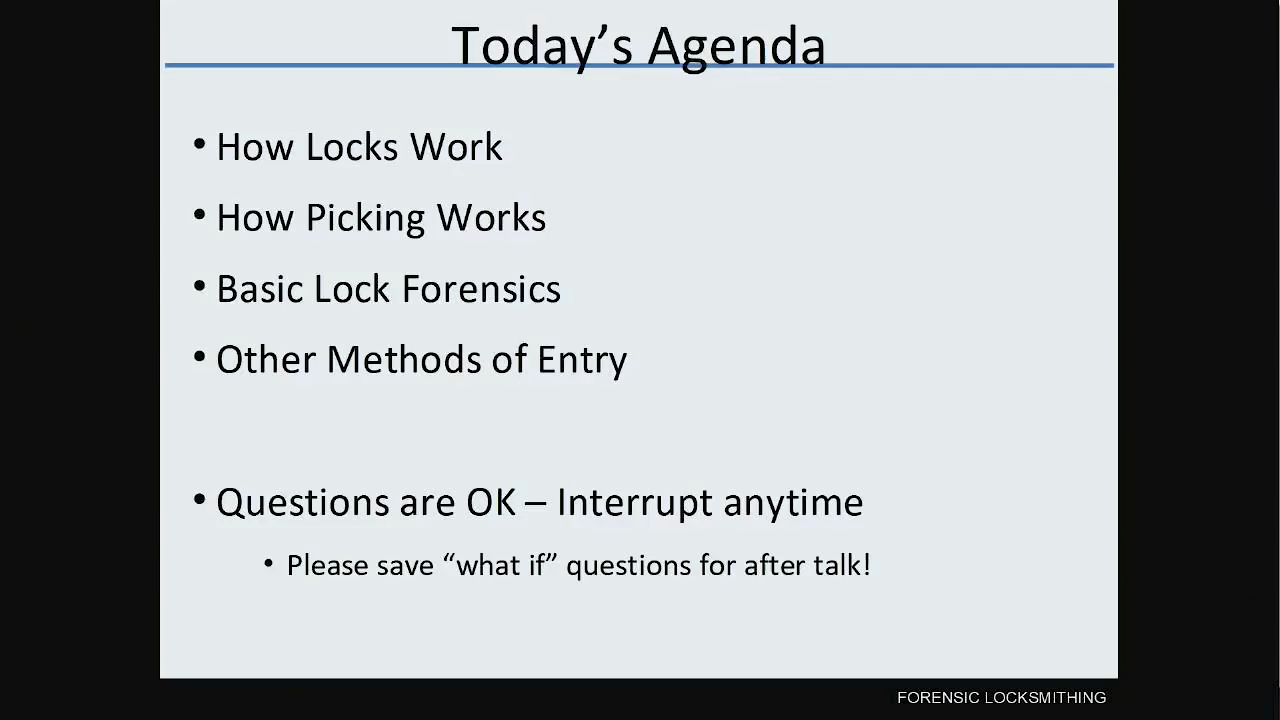 Today’s Agenda
• How Locks Work
• How Picking Works
• Basic Lock Forensics
• Other Methods of Entry
• Questions are OK – Interrupt anytime
• Please save “what if” questions for after talk!
FORENSIC LOCKSMITHING